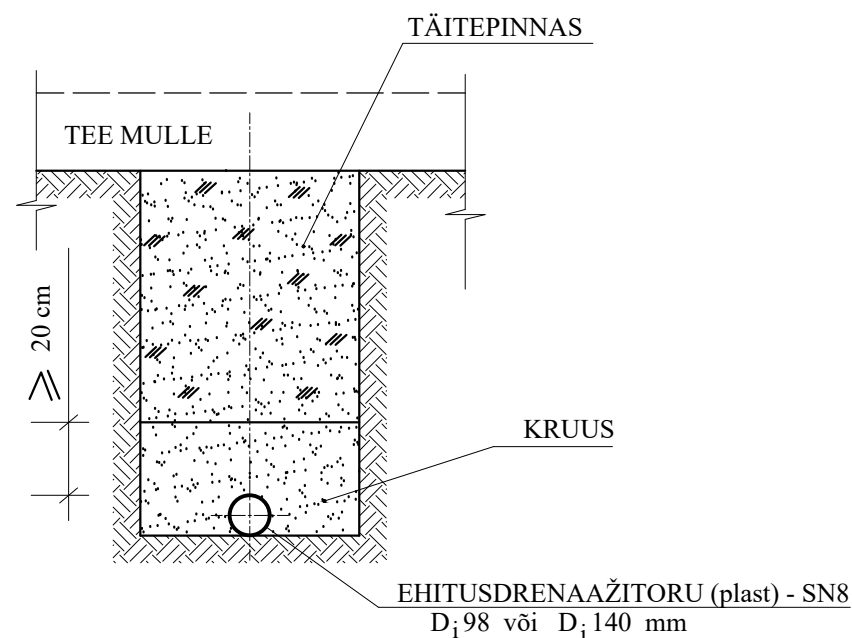 TÄITEPINNAS
TEE MULLE
≥ 20 cm
KRUUS
EHITUSDRENAAŽITORU (plast) - SN8
Di 98 või Di 140 mm